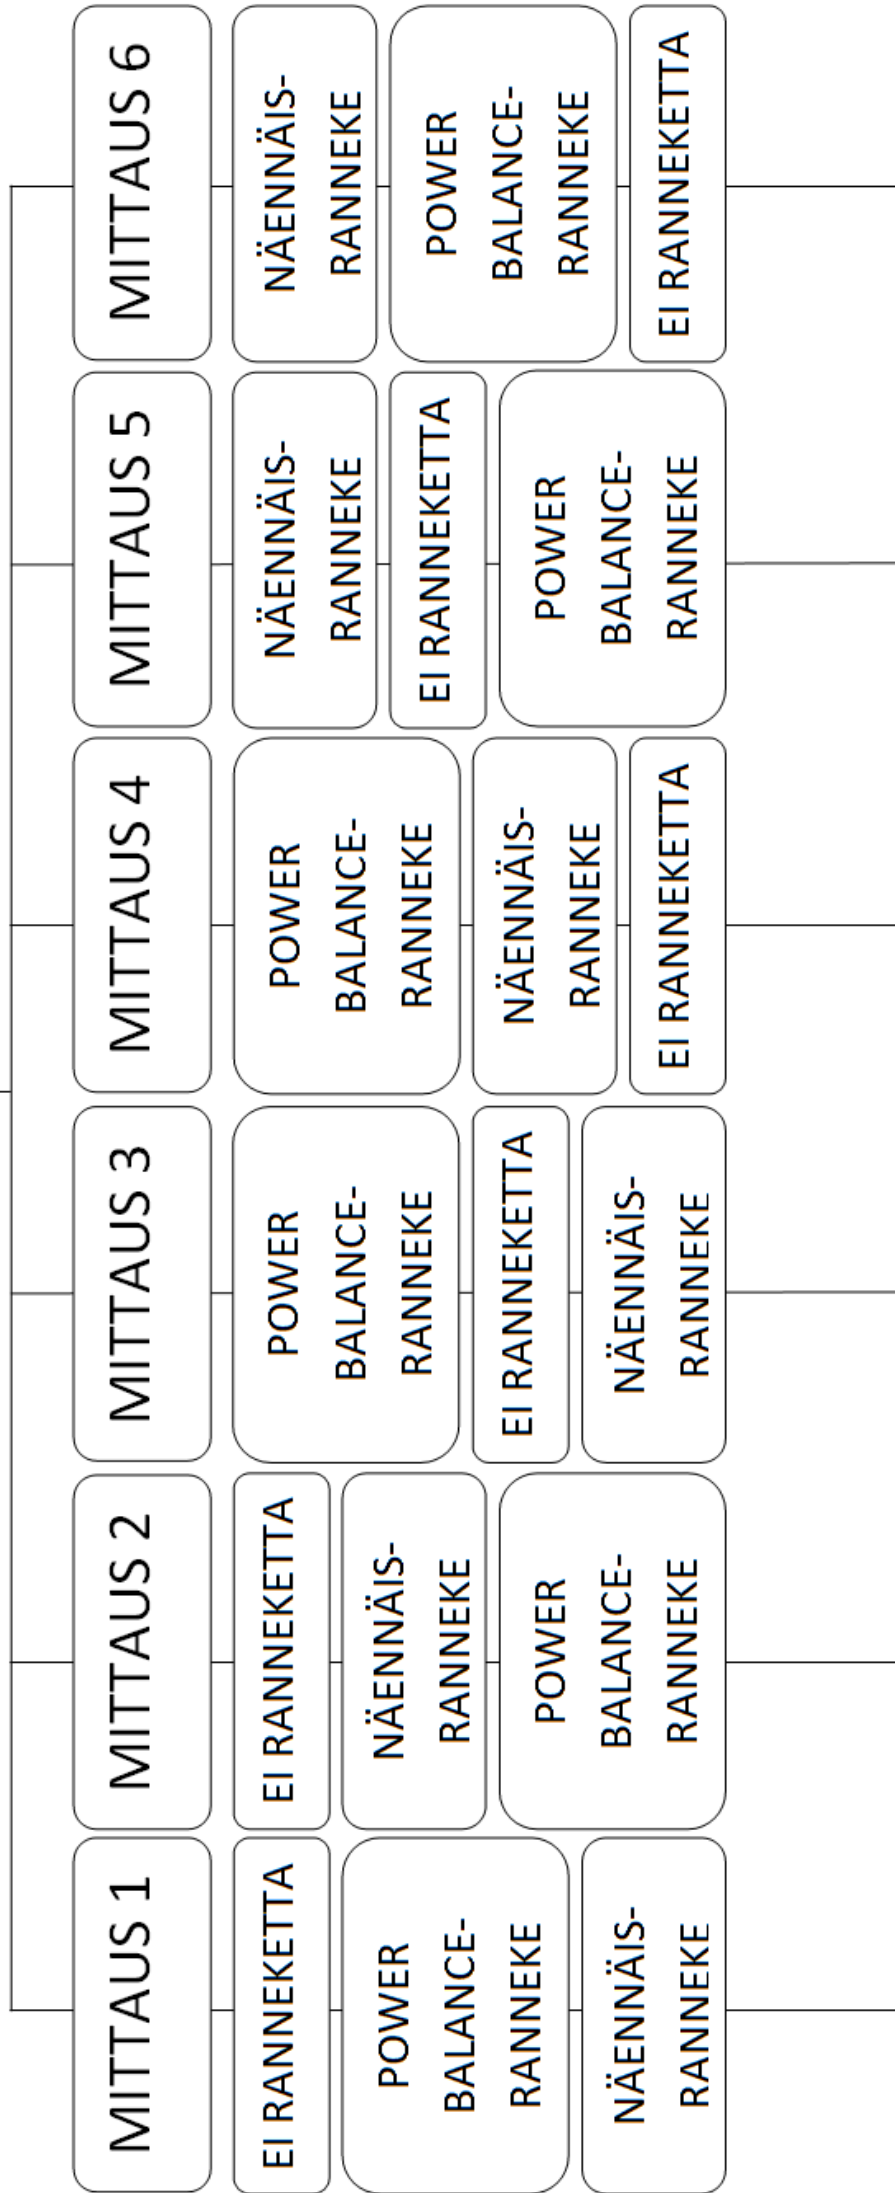 MITTAUS 1
EI RANNEKETTA
POWER
BALANCE-
RANNEKE
NÄENNÄIS-
RANNEKE
MITTAUS 2
EI RANNEKETTA
NÄENNÄIS-
RANNEKE
POWER
BALANCE-
RANNEKE
MITTAUS 3
POWER
BALANCE-
RANNEKE
EI RANNEKETTA
NÄENNÄIS-
RANNEKE
MITTAUS 4
POWER
BALANCE-
RANNEKE
NÄENNÄIS-
RANNEKE
EI RANNEKETTA
MITTAUS 5
NÄENNÄIS-
RANNEKE
EI RANNEKETTA
POWER
BALANCE-
RANNEKE
MITTAUS 6
NÄENNÄIS-
RANNEKE
POWER
BALANCE-
RANNEKE
EI RANNEKETTA